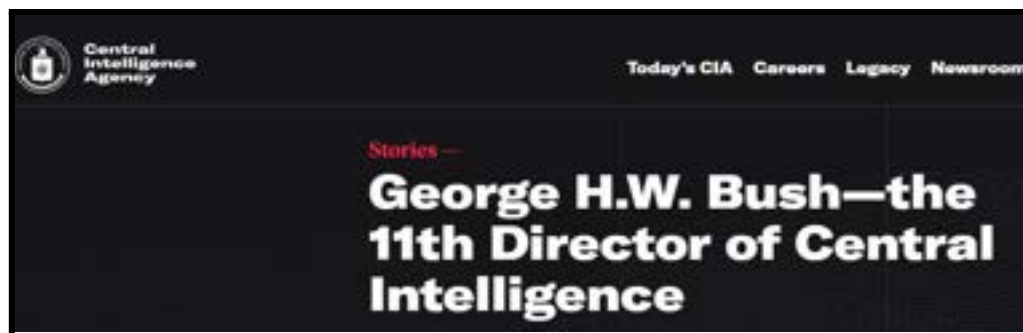 Central
Intelligence
Agency
Today's CIA Careers Legacy Newsroom
Stories —
George H.W. Bush—the
11th Director of Central
Intelligence